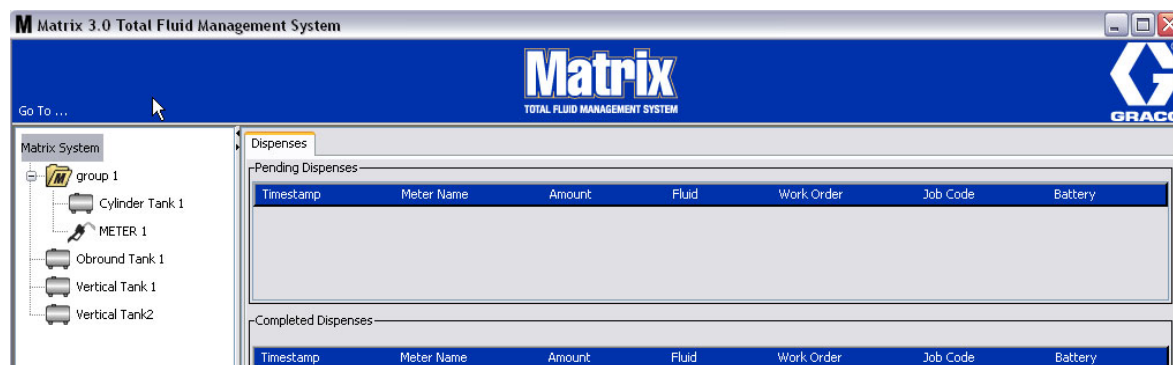 M Matrix 3.0 Total Fluid Management System
Matrix
TOTAL FLUID MANAGEMENT SYSTEM
Go To ...
GRACO
Matrix System
group 1
Cylinder Tank 1
METER 1
Obround Tank 1
Vertical Tank 1
Vertical Tank2
Dispenses
Pending Dispenses
Timestamp Meter Name Amount Fluid Work Order Job Code Battery
Completed Dispenses
Timestamp Meter Name Amount Fluid Work Order Job Code Battery